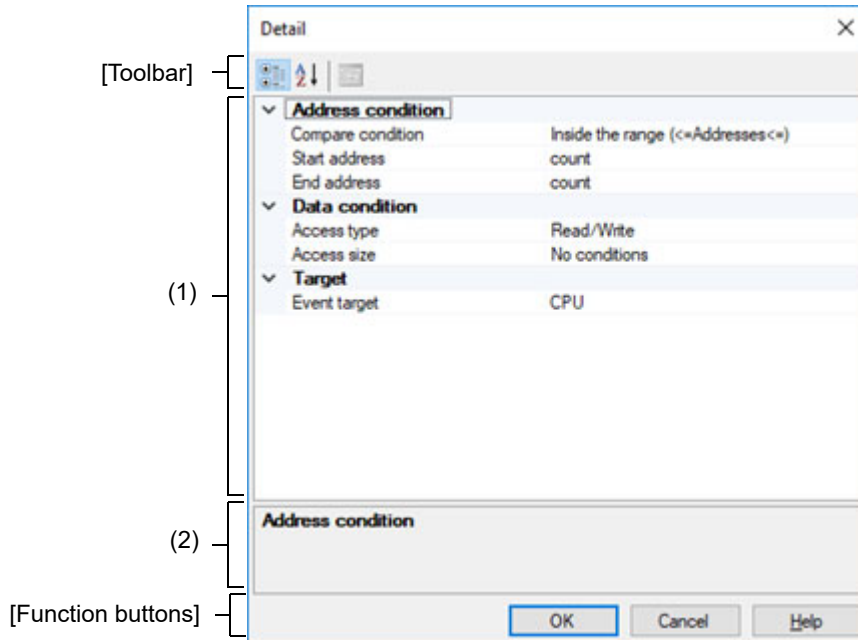 Detail
[Toolbar]
Address condition
Compare condition Inside the range (<=Addresses<=)
Start address count
End address count
Data condition
Access type Read/Write
Access size No conditions
Target
(1)
Event target CPU
(2)
Address condition
[Function buttons]
OK Cancel Help